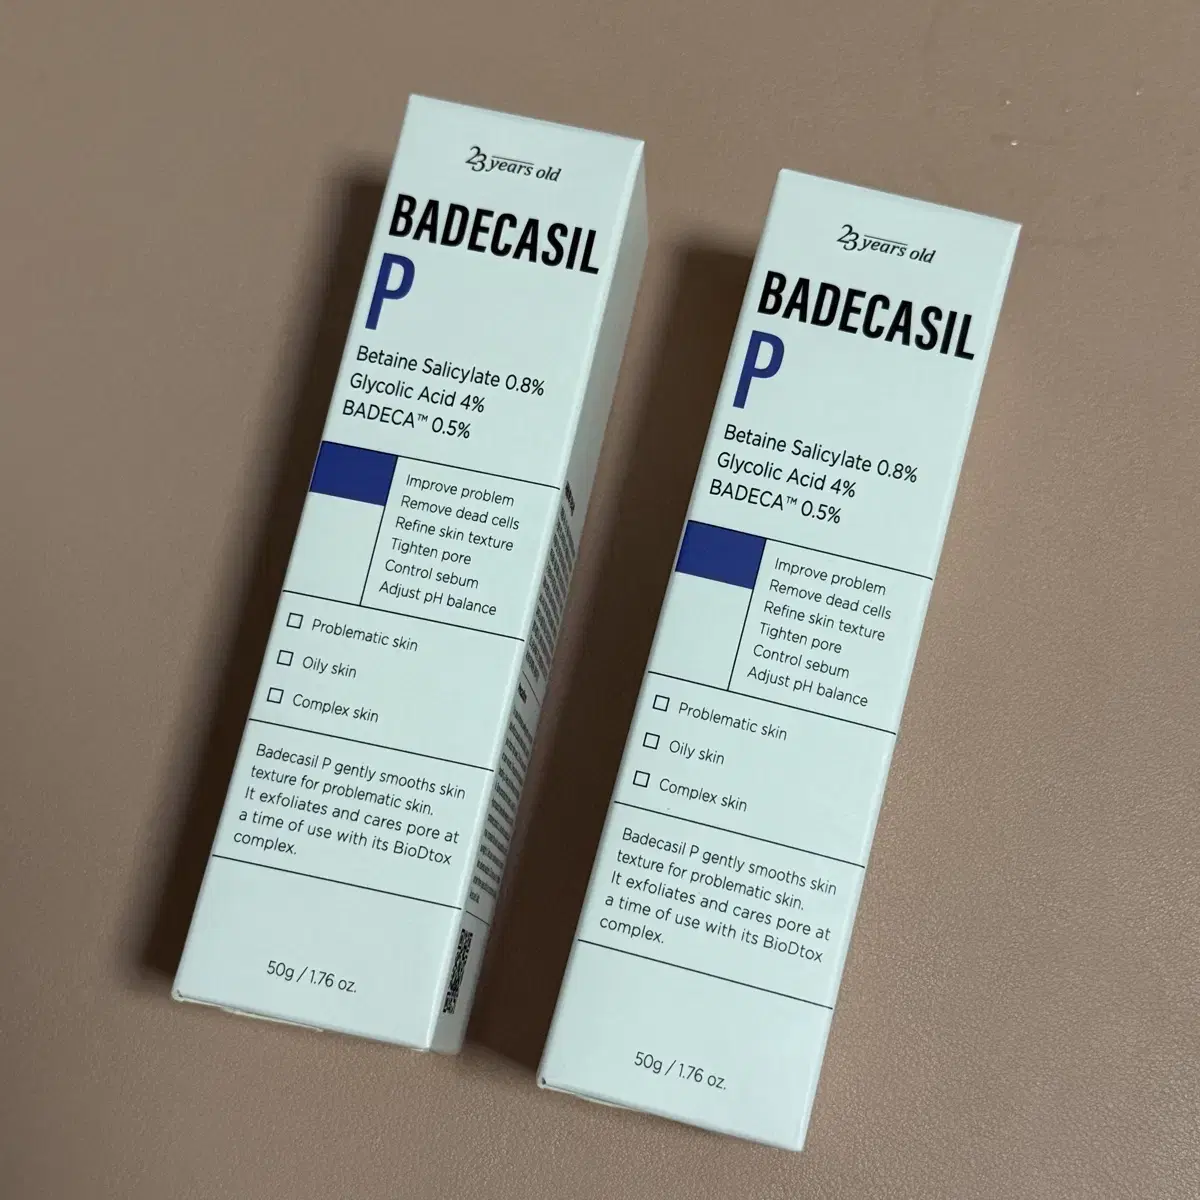 23 years old
BADECASIL
P
Betaine Salicylate 0.8%
Glycolic Acid 4%
BADECA™ 0.5%
Improve problem
Remove dead cells
Refine skin texture
Tighten pore
Control sebum
Adjust pH balance
Problematic skin
Oily skin
Complex skin
Badecasil P gently smooths skin
texture for problematic skin.
It exfoliates and cares pore at
a time of use with its BioDtox
complex.
50g / 1.76 oz.
23 years old
BADECASIL
P
Betaine Salicylate 0.8%
Glycolic Acid 4%
BADECA™ 0.5%
Improve problem
Remove dead cells
Refine skin texture
Tighten pore
Control sebum
Adjust pH balance
Problematic skin
Oily skin
Complex skin
Badecasil P gently smooths skin
texture for problematic skin.
It exfoliates and cares pore at
a time of use with its BioDtox
complex.
50g / 1.76 oz.